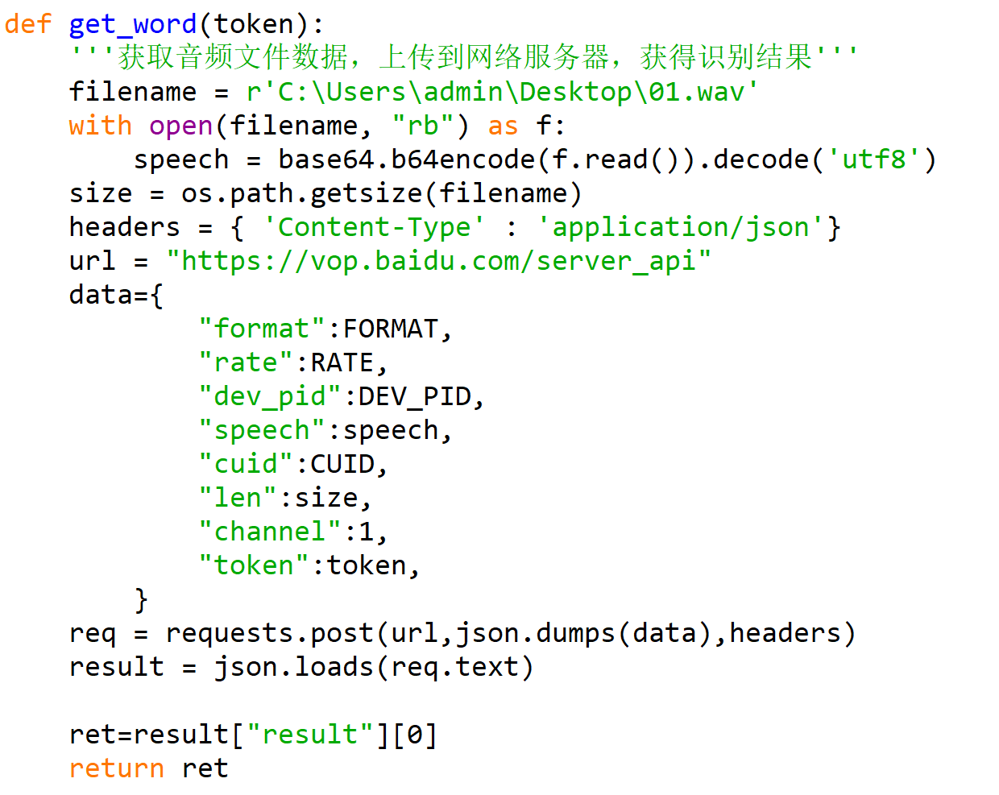 def get_word(token):
    '''获取音频文件数据，上传到网络服务器，获得识别结果'''
    filename = r'C:\Users\admin\Desktop\01.wav'
    with open(filename, "rb") as f:
        speech = base64.b64encode(f.read()).decode('utf8')
    size = os.path.getsize(filename)
    headers = { 'Content-Type' : 'application/json'}
    url = "https://vop.baidu.com/server_api"
    data={
            "format":FORMAT,
            "rate":RATE,
            "dev_pid":DEV_PID,
            "speech":speech,
            "cuid":CUID,
            "len":size,
            "channel":1,
            "token":token,
        }
    req = requests.post(url,json.dumps(data),headers)
    result = json.loads(req.text)

    ret=result["result"][0]
    return ret